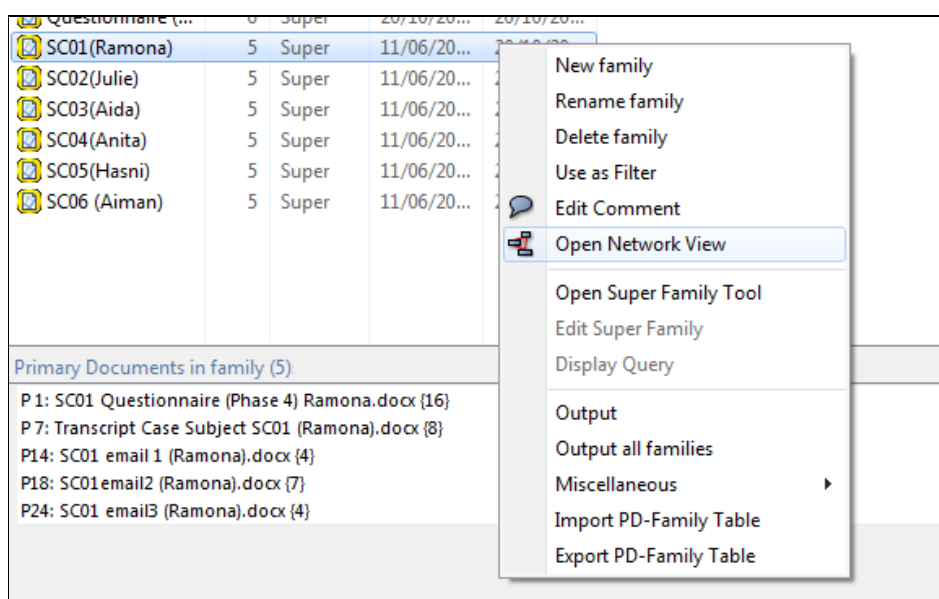 Questionnaire (... 6 Super 20/10/20... 20/10/20...
SC01(Ramona) 5 Super 11/06/20... 20/10/20...
SC02(Julie) 5 Super 11/06/20...
SC03(Aida) 5 Super 11/06/20...
SC04(Anita) 5 Super 11/06/20...
SC05(Hasni) 5 Super 11/06/20...
SC06 (Aiman) 5 Super 11/06/20...
New family
Rename family
Delete family
Use as Filter
Edit Comment
Open Network View
Open Super Family Tool
Edit Super Family
Display Query
Output
Output all families
Miscellaneous
Import PD-Family Table
Export PD-Family Table
Primary Documents in family (5):
P 1: SC01 Questionnaire (Phase 4) Ramona.docx {16}
P 7: Transcript Case Subject SC01 (Ramona).docx {8}
P14: SC01 email 1 (Ramona).docx {4}
P18: SC01email2 (Ramona).docx {7}
P24: SC01 email3 (Ramona).docx {4}